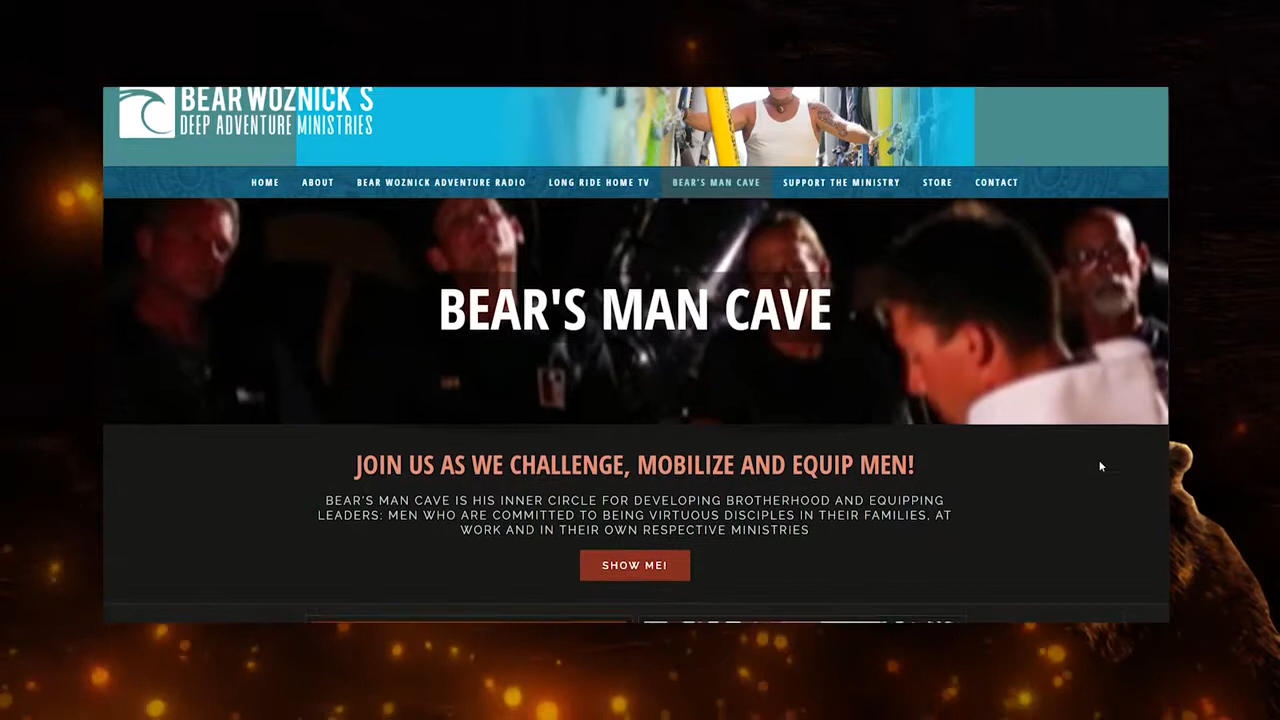 BEAR WOZNICK S
DEEP ADVENTURE MINISTRIES
HOME ABOUT BEAR WOZNICK ADVENTURE RADIO LONG RIDE HOME TV BEAR'S MAN CAVE SUPPORT THE MINISTRY STORE CONTACT
BEAR'S MAN CAVE
JOIN US AS WE CHALLENGE, MOBILIZE AND EQUIP MEN!
BEAR'S MAN CAVE IS HIS INNER CIRCLE FOR DEVELOPING BROTHERHOOD AND EQUIPPING
LEADERS: MEN WHO ARE COMMITTED TO BEING VIRTUOUS DISCIPLES IN THEIR FAMILIES, AT
WORK AND IN THEIR OWN RESPECTIVE MINISTRIES
SHOW ME!